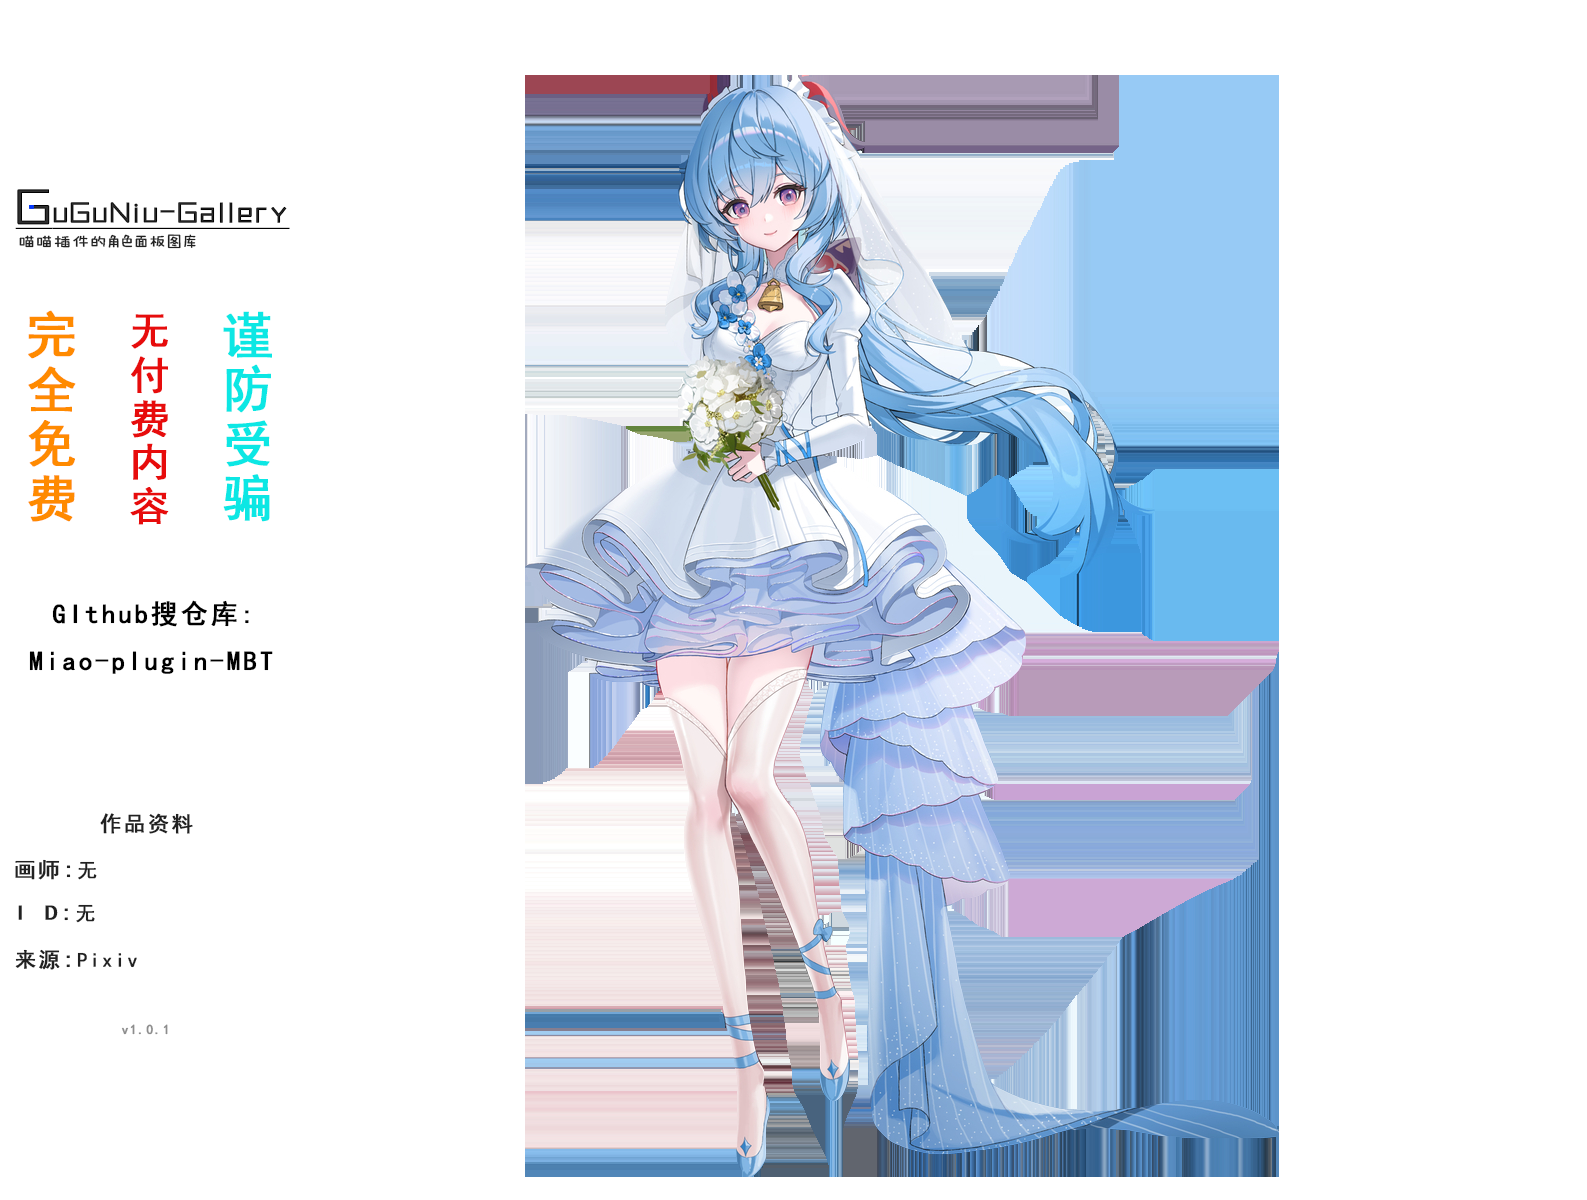 GuGuNiu-Gallery
喵喵插件的角色面板图库
完全免费
无付费内容
谨防受骗
GIthub搜仓库:
Miao-plugin-MBT
作品资料
画师:无
I D:无
来源:Pixiv
v1.0.1